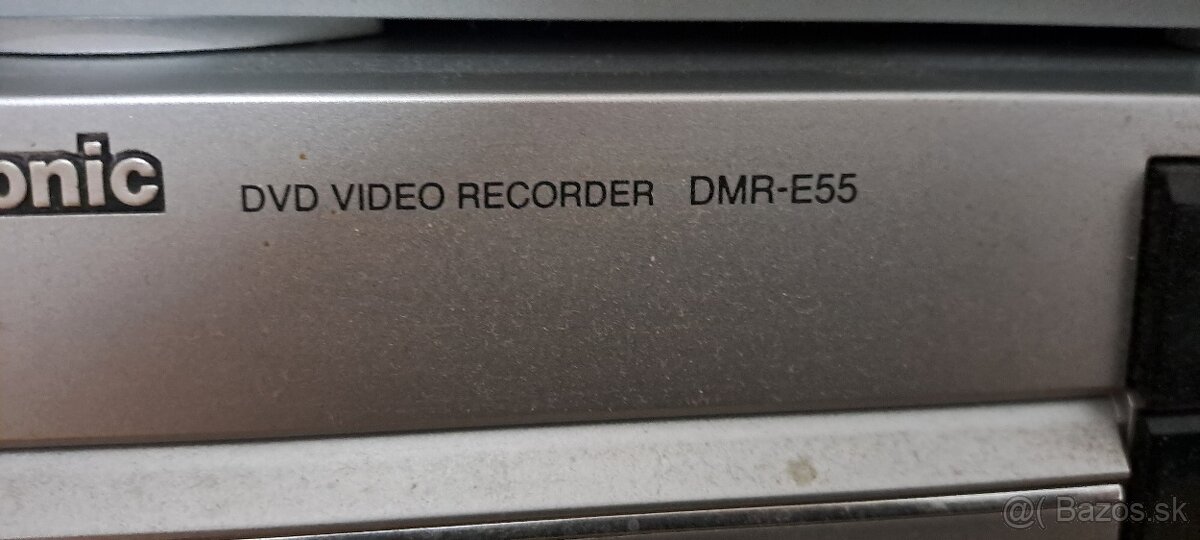 onic
DVD VIDEO RECORDER DMR-E55
@( Bazos.sk